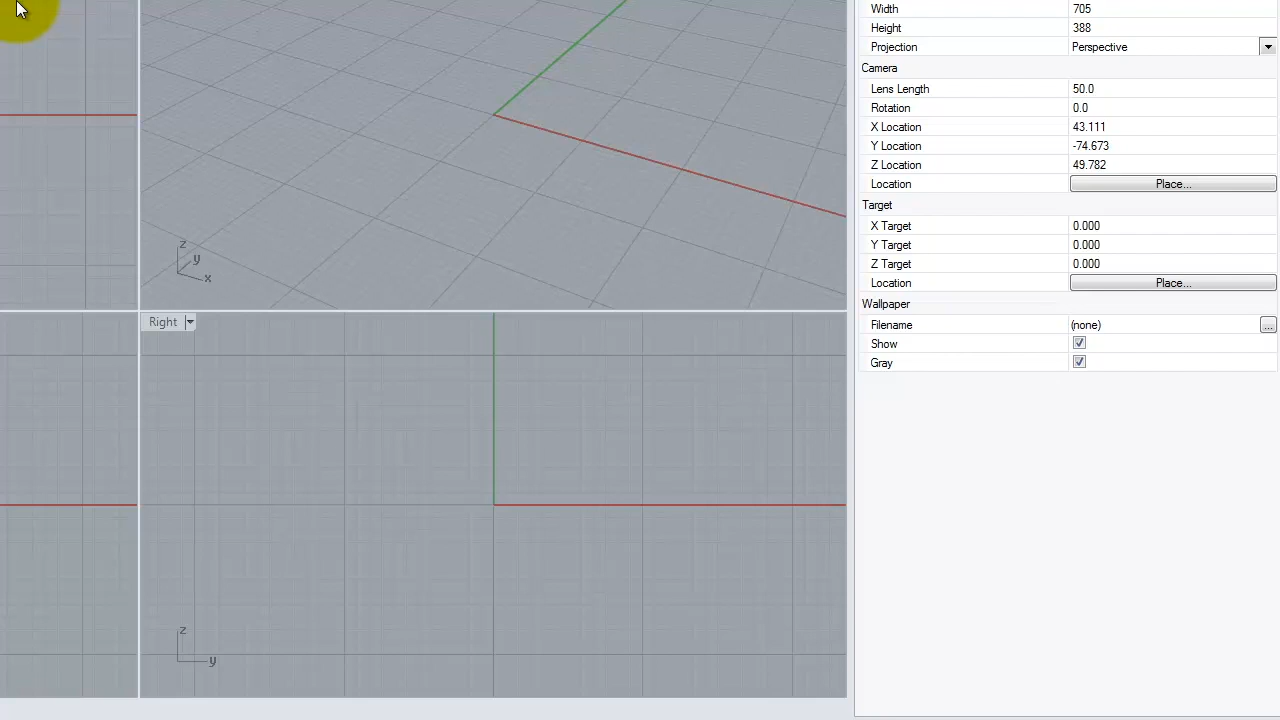 Width 705
Height 388
Projection Perspective
Camera
Lens Length 50.0
Rotation 0.0
X Location 43.111
Y Location -74.673
Z Location 49.782
Location Place...
Target
X Target 0.000
Y Target 0.000
Z Target 0.000
Location Place...
Wallpaper
Filename (none) ...
Show
Gray
z
y
x
Right
z
y